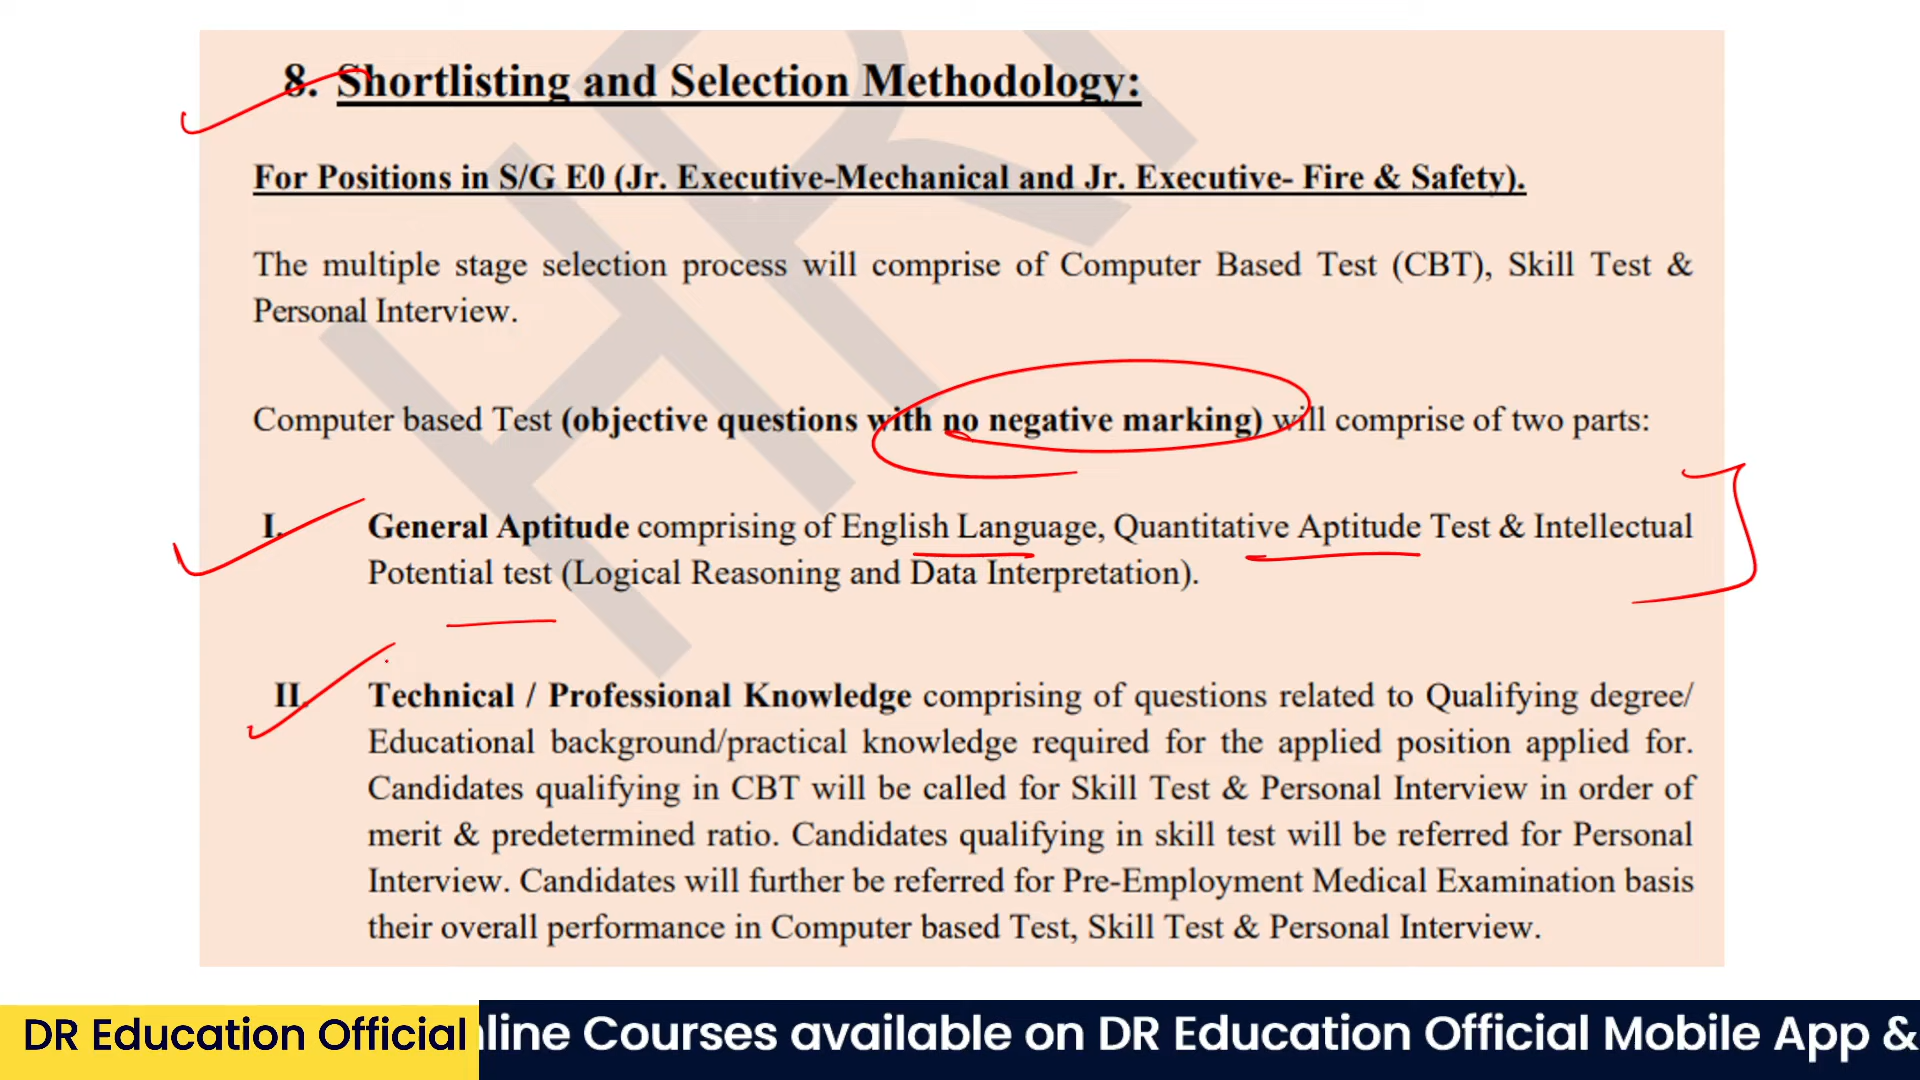 8. Shortlisting and Selection Methodology:
For Positions in S/G E0 (Jr. Executive-Mechanical and Jr. Executive- Fire & Safety).
The multiple stage selection process will comprise of Computer Based Test (CBT), Skill Test &
Personal Interview.
Computer based Test (objective questions with no negative marking) will comprise of two parts:
I. General Aptitude comprising of English Language, Quantitative Aptitude Test & Intellectual
Potential test (Logical Reasoning and Data Interpretation).
II. Technical / Professional Knowledge comprising of questions related to Qualifying degree/
Educational background/practical knowledge required for the applied position applied for.
Candidates qualifying in CBT will be called for Skill Test & Personal Interview in order of
merit & predetermined ratio. Candidates qualifying in skill test will be referred for Personal
Interview. Candidates will further be referred for Pre-Employment Medical Examination basis
their overall performance in Computer based Test, Skill Test & Personal Interview.
DR Education Official nline Courses available on DR Education Official Mobile App &